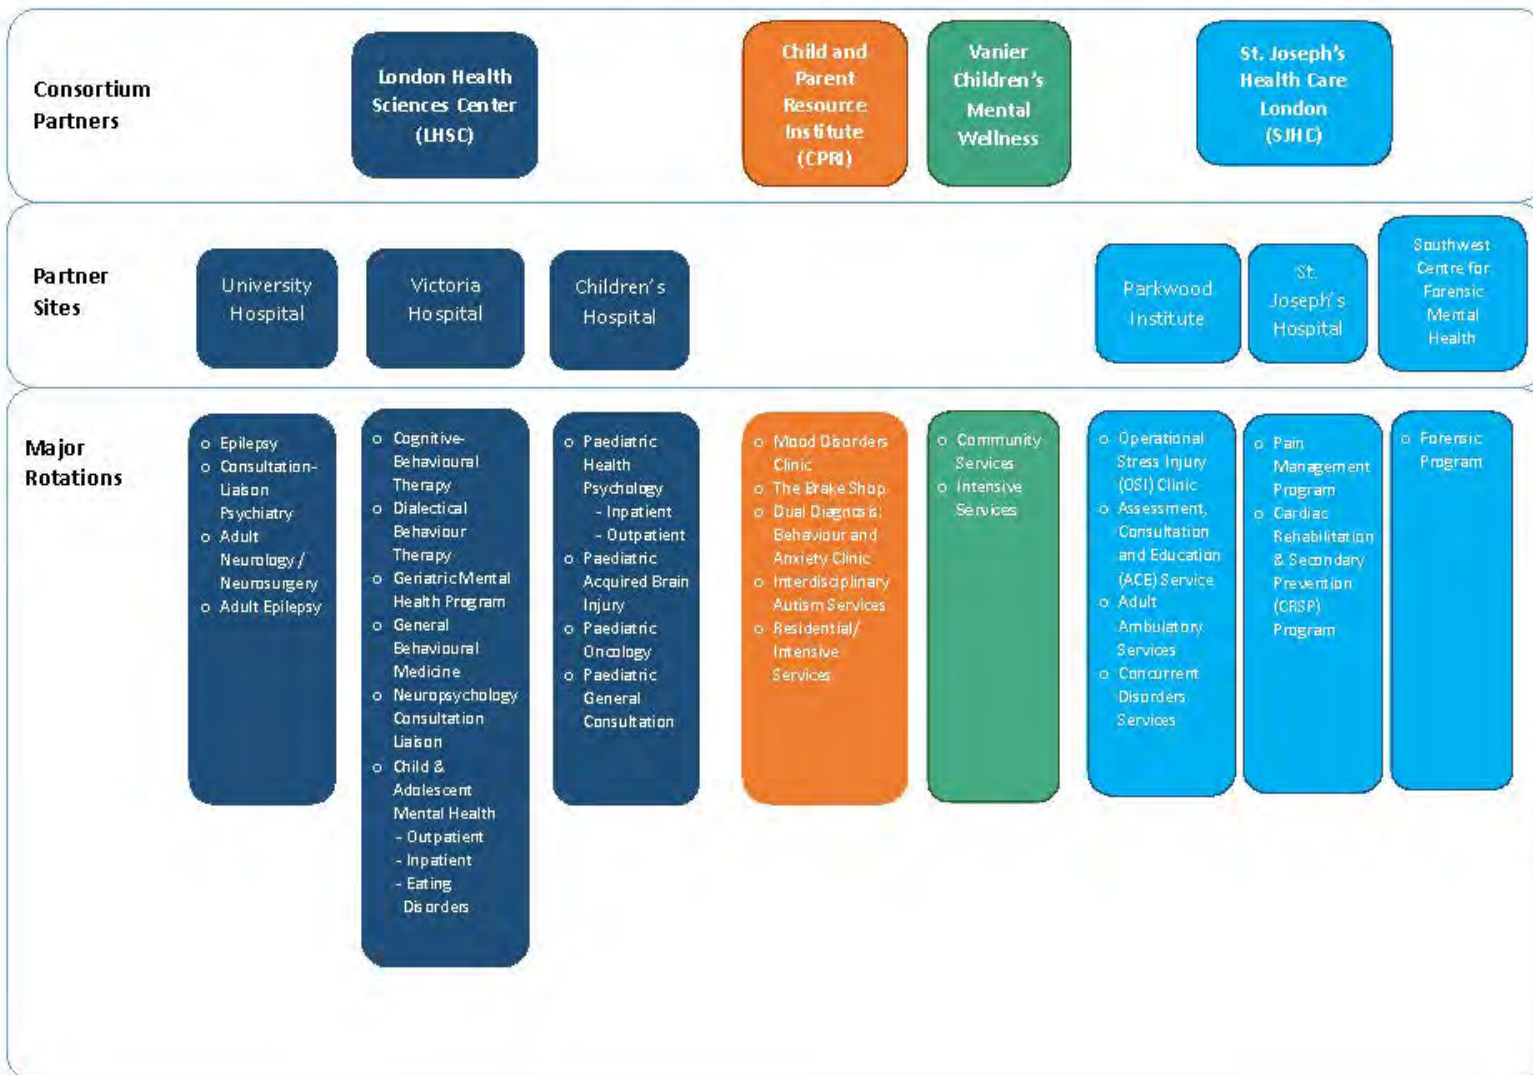 Consortium
Partners
London Health
Sciences Center
(LHSC)
Child and
Parent
Resource
Institute
(CPRI)
Vanier
Children's
Mental
Wellness
St. Joseph's
Health Care
London
(SJHC)
Partner
Sites
University
Hospital
Victoria
Hospital
Children's
Hospital
Parkwood
Institute
St.
Joseph's
Hospital
Southwest
Centre for
Forensic
Mental
Health
Major
Rotations
o Epilepsy
o Consultation-
Liaison
Psychiatry
o Adult
Neurology /
Neurosurgery
o Adult Epilepsy
o Cognitive-
Behavioural
Therapy
o Dialectical
Behaviour
Therapy
o Geriatric Mental
Health Program
o General
Behavioural
Medicine
o Neuropsychology
Consultation
Liaison
o Child &
Adolescent
Mental Health
- Outpatient
- Inpatient
- Eating
Disorders
o Paediatric
Health
Psychology
- Inpatient
- Outpatient
o Paediatric
Acquired Brain
Injury
o Paediatric
Oncology
o Paediatric
General
Consultation
o Mood Disorders
Clinic
o The Brake Shop
o Dual Diagnosis:
Behaviour and
Anxiety Clinic
o Interdisciplinary
Autism Services
o Residential/
Intensive
Services
o Community
Services
o Intensive
Services
o Operational
Stress Injury
(OSI) Clinic
o Assessment,
Consultation
and Education
(ACE) Service
o Adult
Ambulatory
Services
o Concurrent
Disorders
Services
o Pain
Management
Program
o Cardiac
Rehabilitation
& Secondary
Prevention
(CRSP)
Program
o Forensic
Program